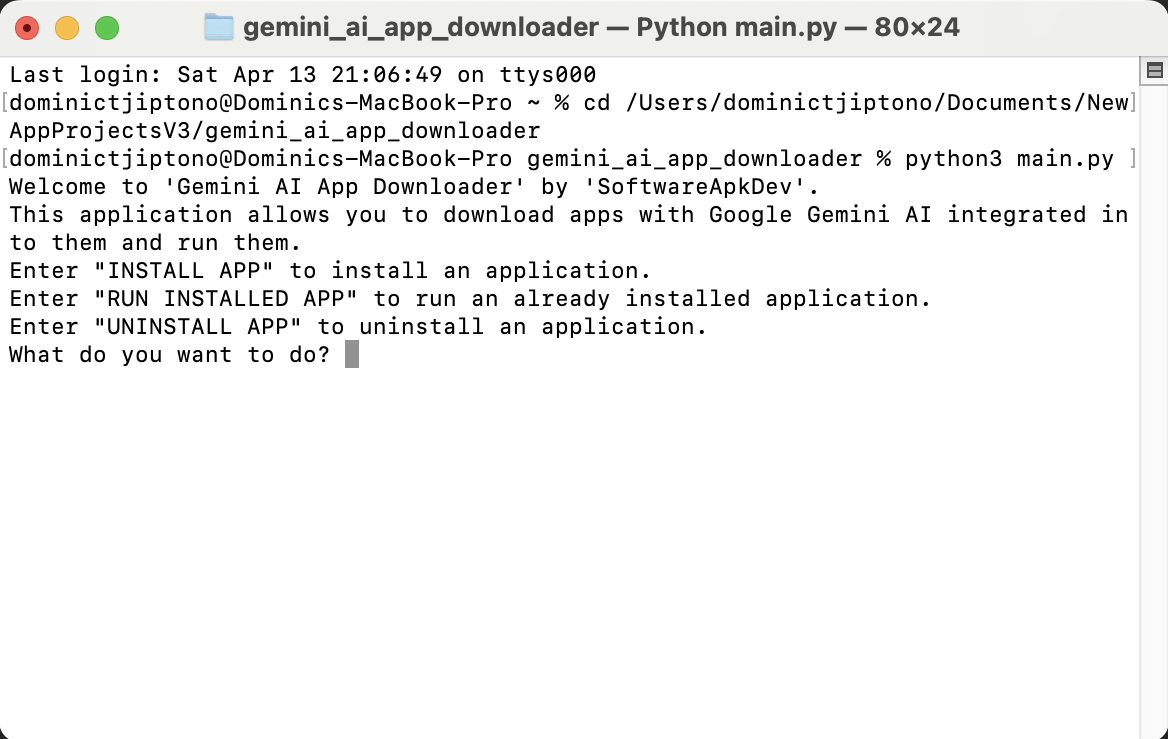 gemini_ai_app_downloader — Python main.py — 80×24
Last login: Sat Apr 13 21:06:49 on ttys000
[dominictjiptono@Dominics-MacBook-Pro ~ % cd /Users/dominictjiptono/Documents/New]
AppProjectsV3/gemini_ai_app_downloader
[dominictjiptono@Dominics-MacBook-Pro gemini_ai_app_downloader % python3 main.py ]
Welcome to 'Gemini AI App Downloader' by 'SoftwareApkDev'.
This application allows you to download apps with Google Gemini AI integrated in
to them and run them.
Enter "INSTALL APP" to install an application.
Enter "RUN INSTALLED APP" to run an already installed application.
Enter "UNINSTALL APP" to uninstall an application.
What do you want to do?